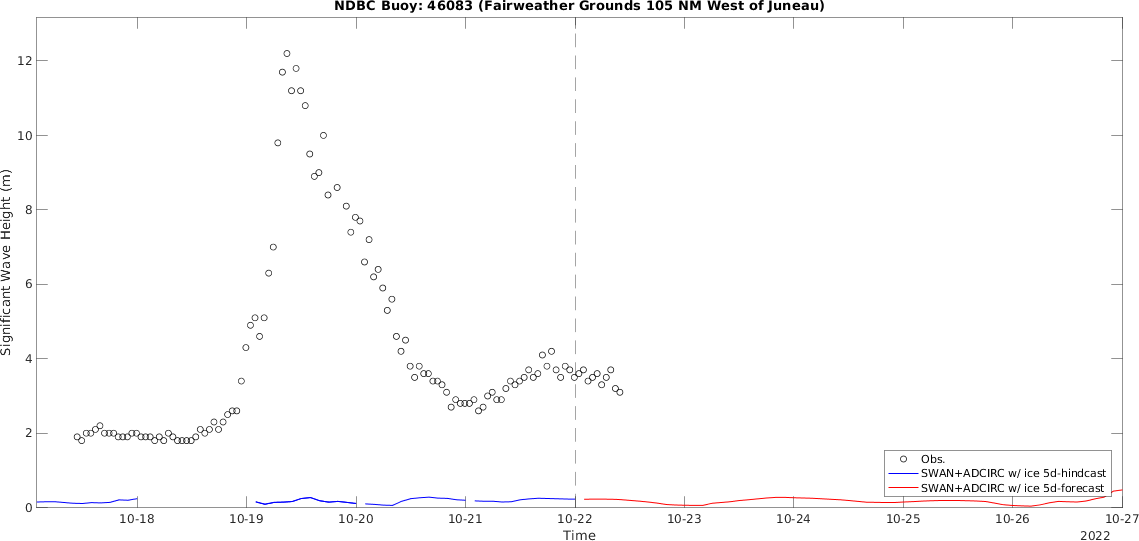 NDBC Buoy: 46083 (Fairweather Grounds 105 NM West of Juneau)
Significant Wave Height (m)
12
10
8
6
4
2
0
Obs.
SWAN+ADCIRC w/ ice 5d-hindcast
SWAN+ADCIRC w/ ice 5d-forecast
10-18 10-19 10-20 10-21 10-22 10-23 10-24 10-25 10-26 10-27
Time
2022